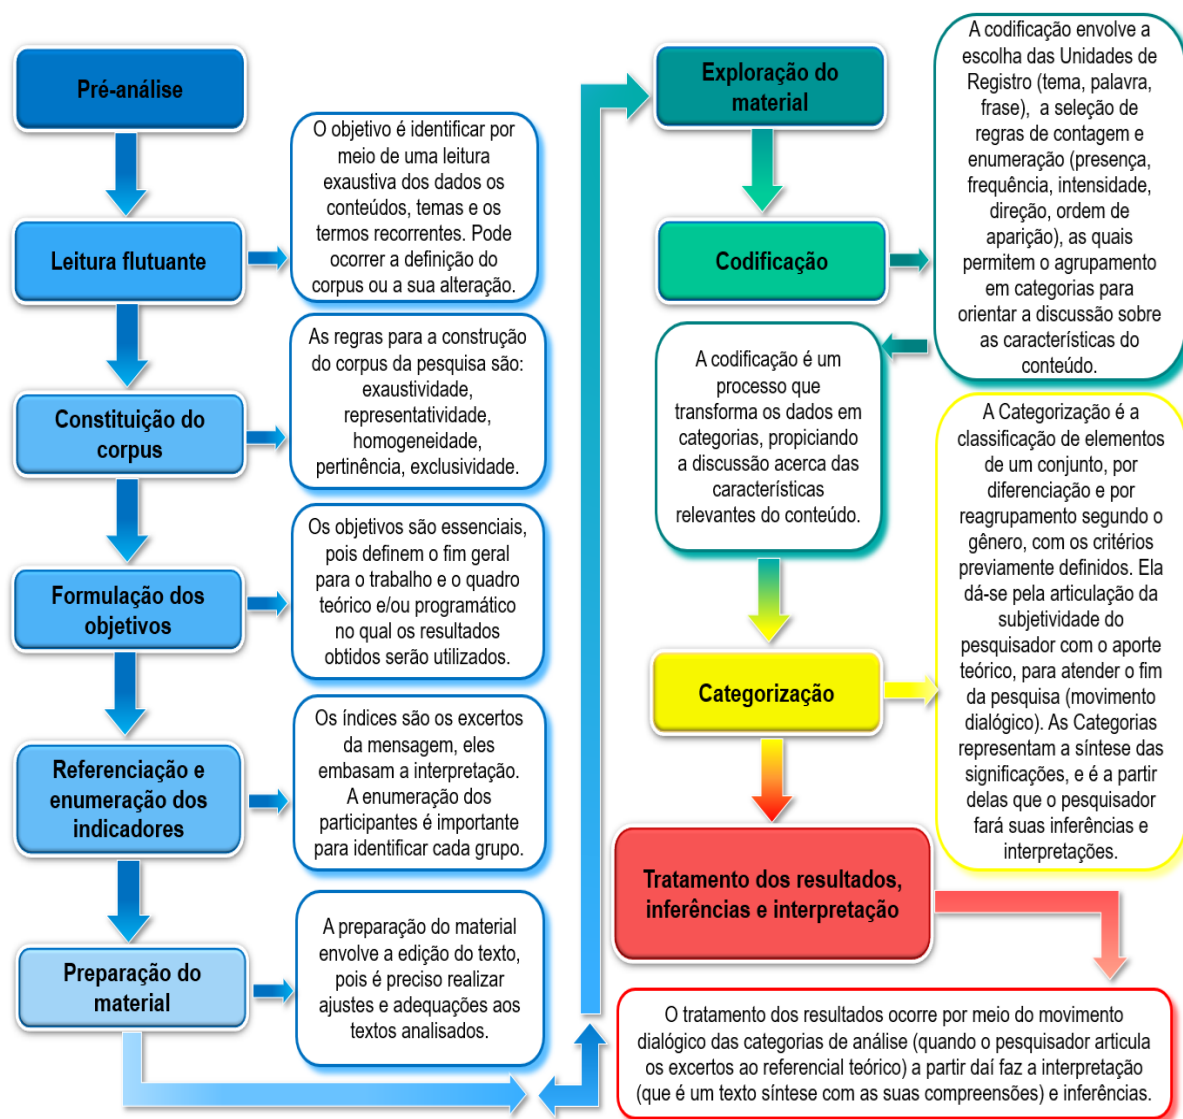 Pré-análise
Leitura flutuante
O objetivo é identificar por
meio de uma leitura
exaustiva dos dados os
conteúdos, temas e os
termos recorrentes. Pode
ocorrer a definição do
corpus ou a sua alteração.
Constituição do
corpus
As regras para a construção
do corpus da pesquisa são:
exaustividade,
representatividade,
homogeneidade,
pertinência, exclusividade.
Formulação dos
objetivos
Os objetivos são essenciais,
pois definem o fim geral
para o trabalho e o quadro
teórico e/ou programático
no qual os resultados
obtidos serão utilizados.
Referenciação e
enumeração dos
indicadores
Os índices são os excertos
da mensagem, eles
embasam a interpretação.
A enumeração dos
participantes é importante
para identificar cada grupo.
Preparação do
material
A preparação do material
envolve a edição do texto,
pois é preciso realizar
ajustes e adequações aos
textos analisados.
Exploração do
material
Codificação
A codificação envolve a
escolha das Unidades de
Registro (tema, palavra,
frase), a seleção de
regras de contagem e
enumeração (presença,
frequência, intensidade,
direção, ordem de
aparição), as quais
permitem o agrupamento
em categorias para
orientar a discussão sobre
as características do
conteúdo.
A codificação é um
processo que
transforma os dados em
categorias, propiciando
a discussão acerca das
características
relevantes do conteúdo.
Categorização
A Categorização é a
classificação de elementos
de um conjunto, por
diferenciação e por
reagrupamento segundo o
gênero, com os critérios
previamente definidos. Ela
dá-se pela articulação da
subjetividade do
pesquisador com o aporte
teórico, para atender o fim
da pesquisa (movimento
dialógico). As Categorias
representam a síntese das
significações, e é a partir
delas que o pesquisador
fará suas inferências e
interpretações.
Tratamento dos resultados,
inferências e interpretação
O tratamento dos resultados ocorre por meio do movimento
dialógico das categorias de análise (quando o pesquisador articula
os excertos ao referencial teórico) a partir daí faz a interpretação
(que é um texto síntese com as suas compreensões) e inferências.